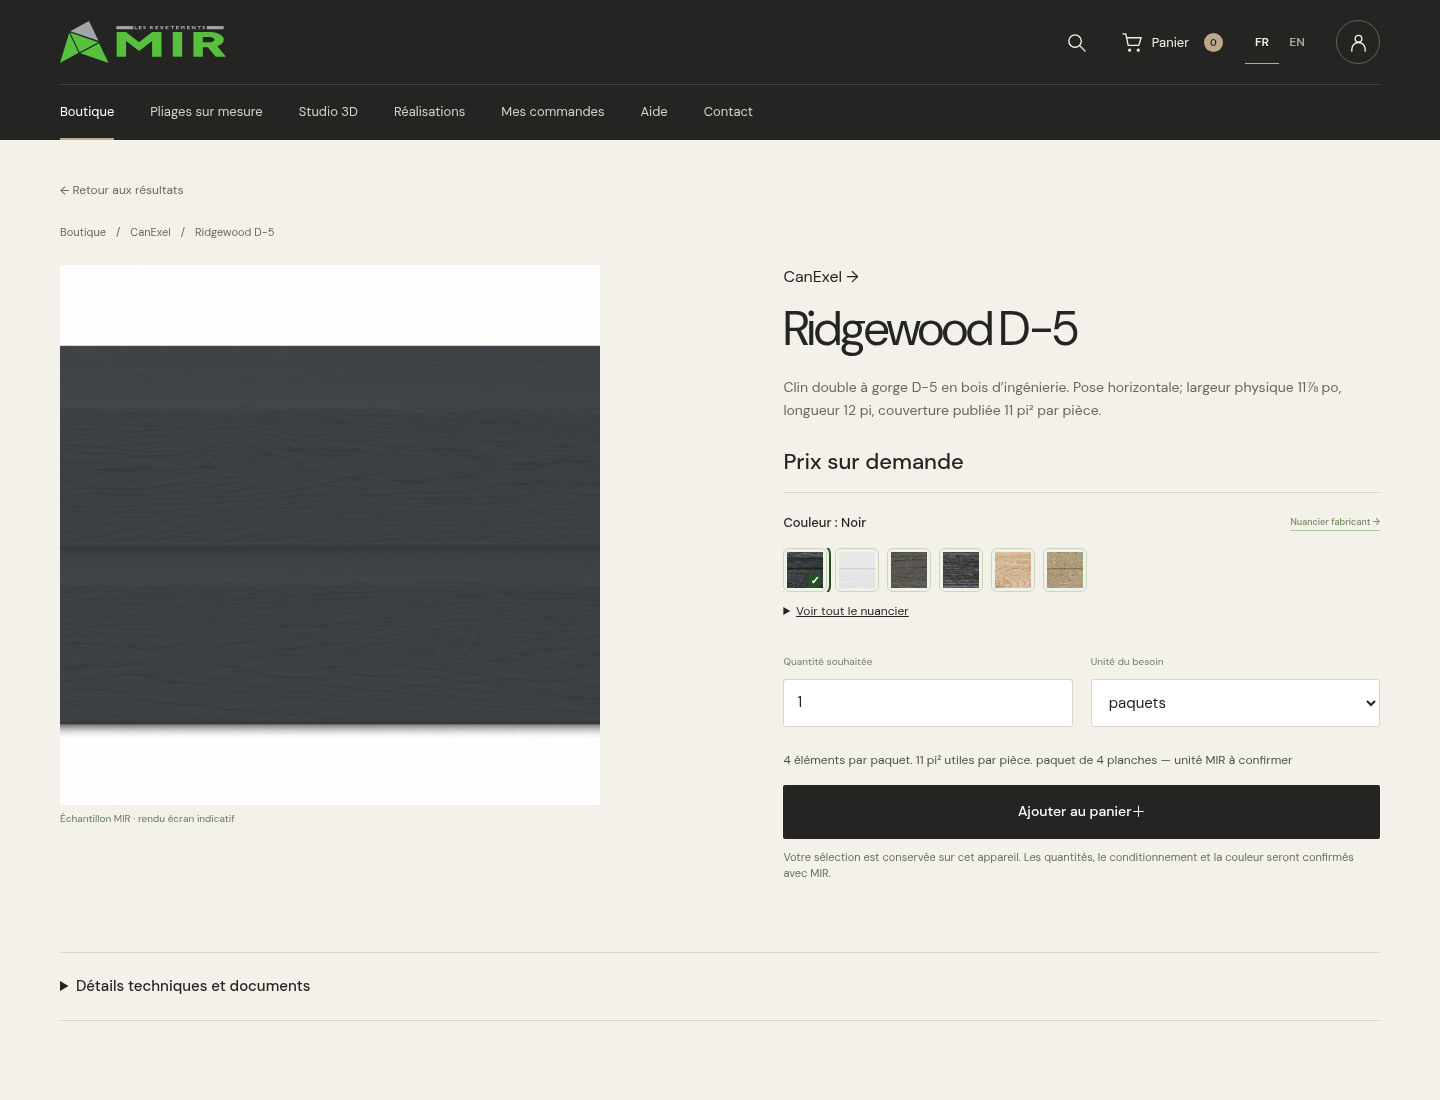 LES REVETEMENTS
MIR
Panier 0 FR EN
Boutique Pliages sur mesure Studio 3D Réalisations Mes commandes Aide Contact
← Retour aux résultats
Boutique / CanExel / Ridgewood D-5
CanExel →
Ridgewood D-5
Clin double à gorge D-5 en bois d’ingénierie. Pose horizontale; largeur physique 11⅞ po,
longueur 12 pi, couverture publiée 11 pi² par pièce.
Prix sur demande
Couleur : Noir
Nuancier fabricant →
Voir tout le nuancier
Quantité souhaitée Unité du besoin
1 paquets
4 éléments par paquet. 11 pi² utiles par pièce. paquet de 4 planches — unité MIR à confirmer
Ajouter au panier+
Échantillon MIR · rendu écran indicatif
Votre sélection est conservée sur cet appareil. Les quantités, le conditionnement et la couleur seront confirmés
avec MIR.
Détails techniques et documents